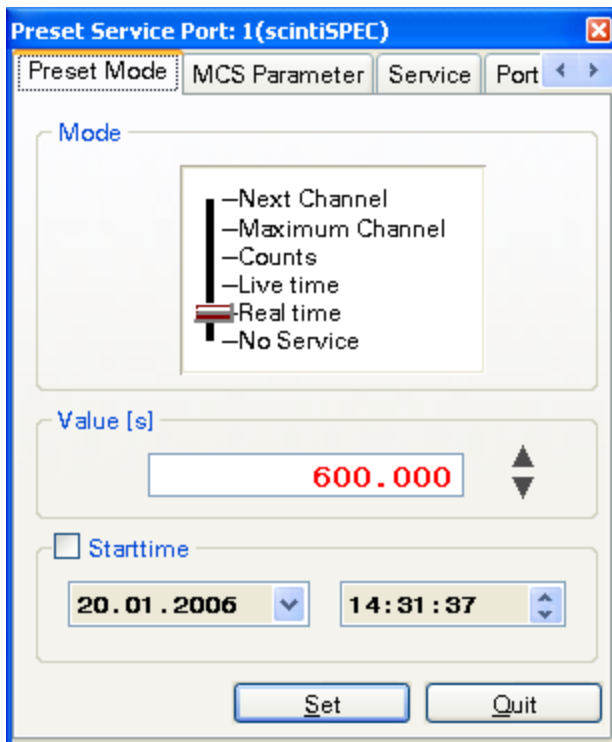 Preset Service Port: 1(scintiSPEC)
Preset Mode MCS Parameter Service Port
Mode
Next Channel
Maximum Channel
Counts
Live time
Real time
No Service
Value [s]
600.000
Starttime
20.01.2006 14:31:37
Set Quit